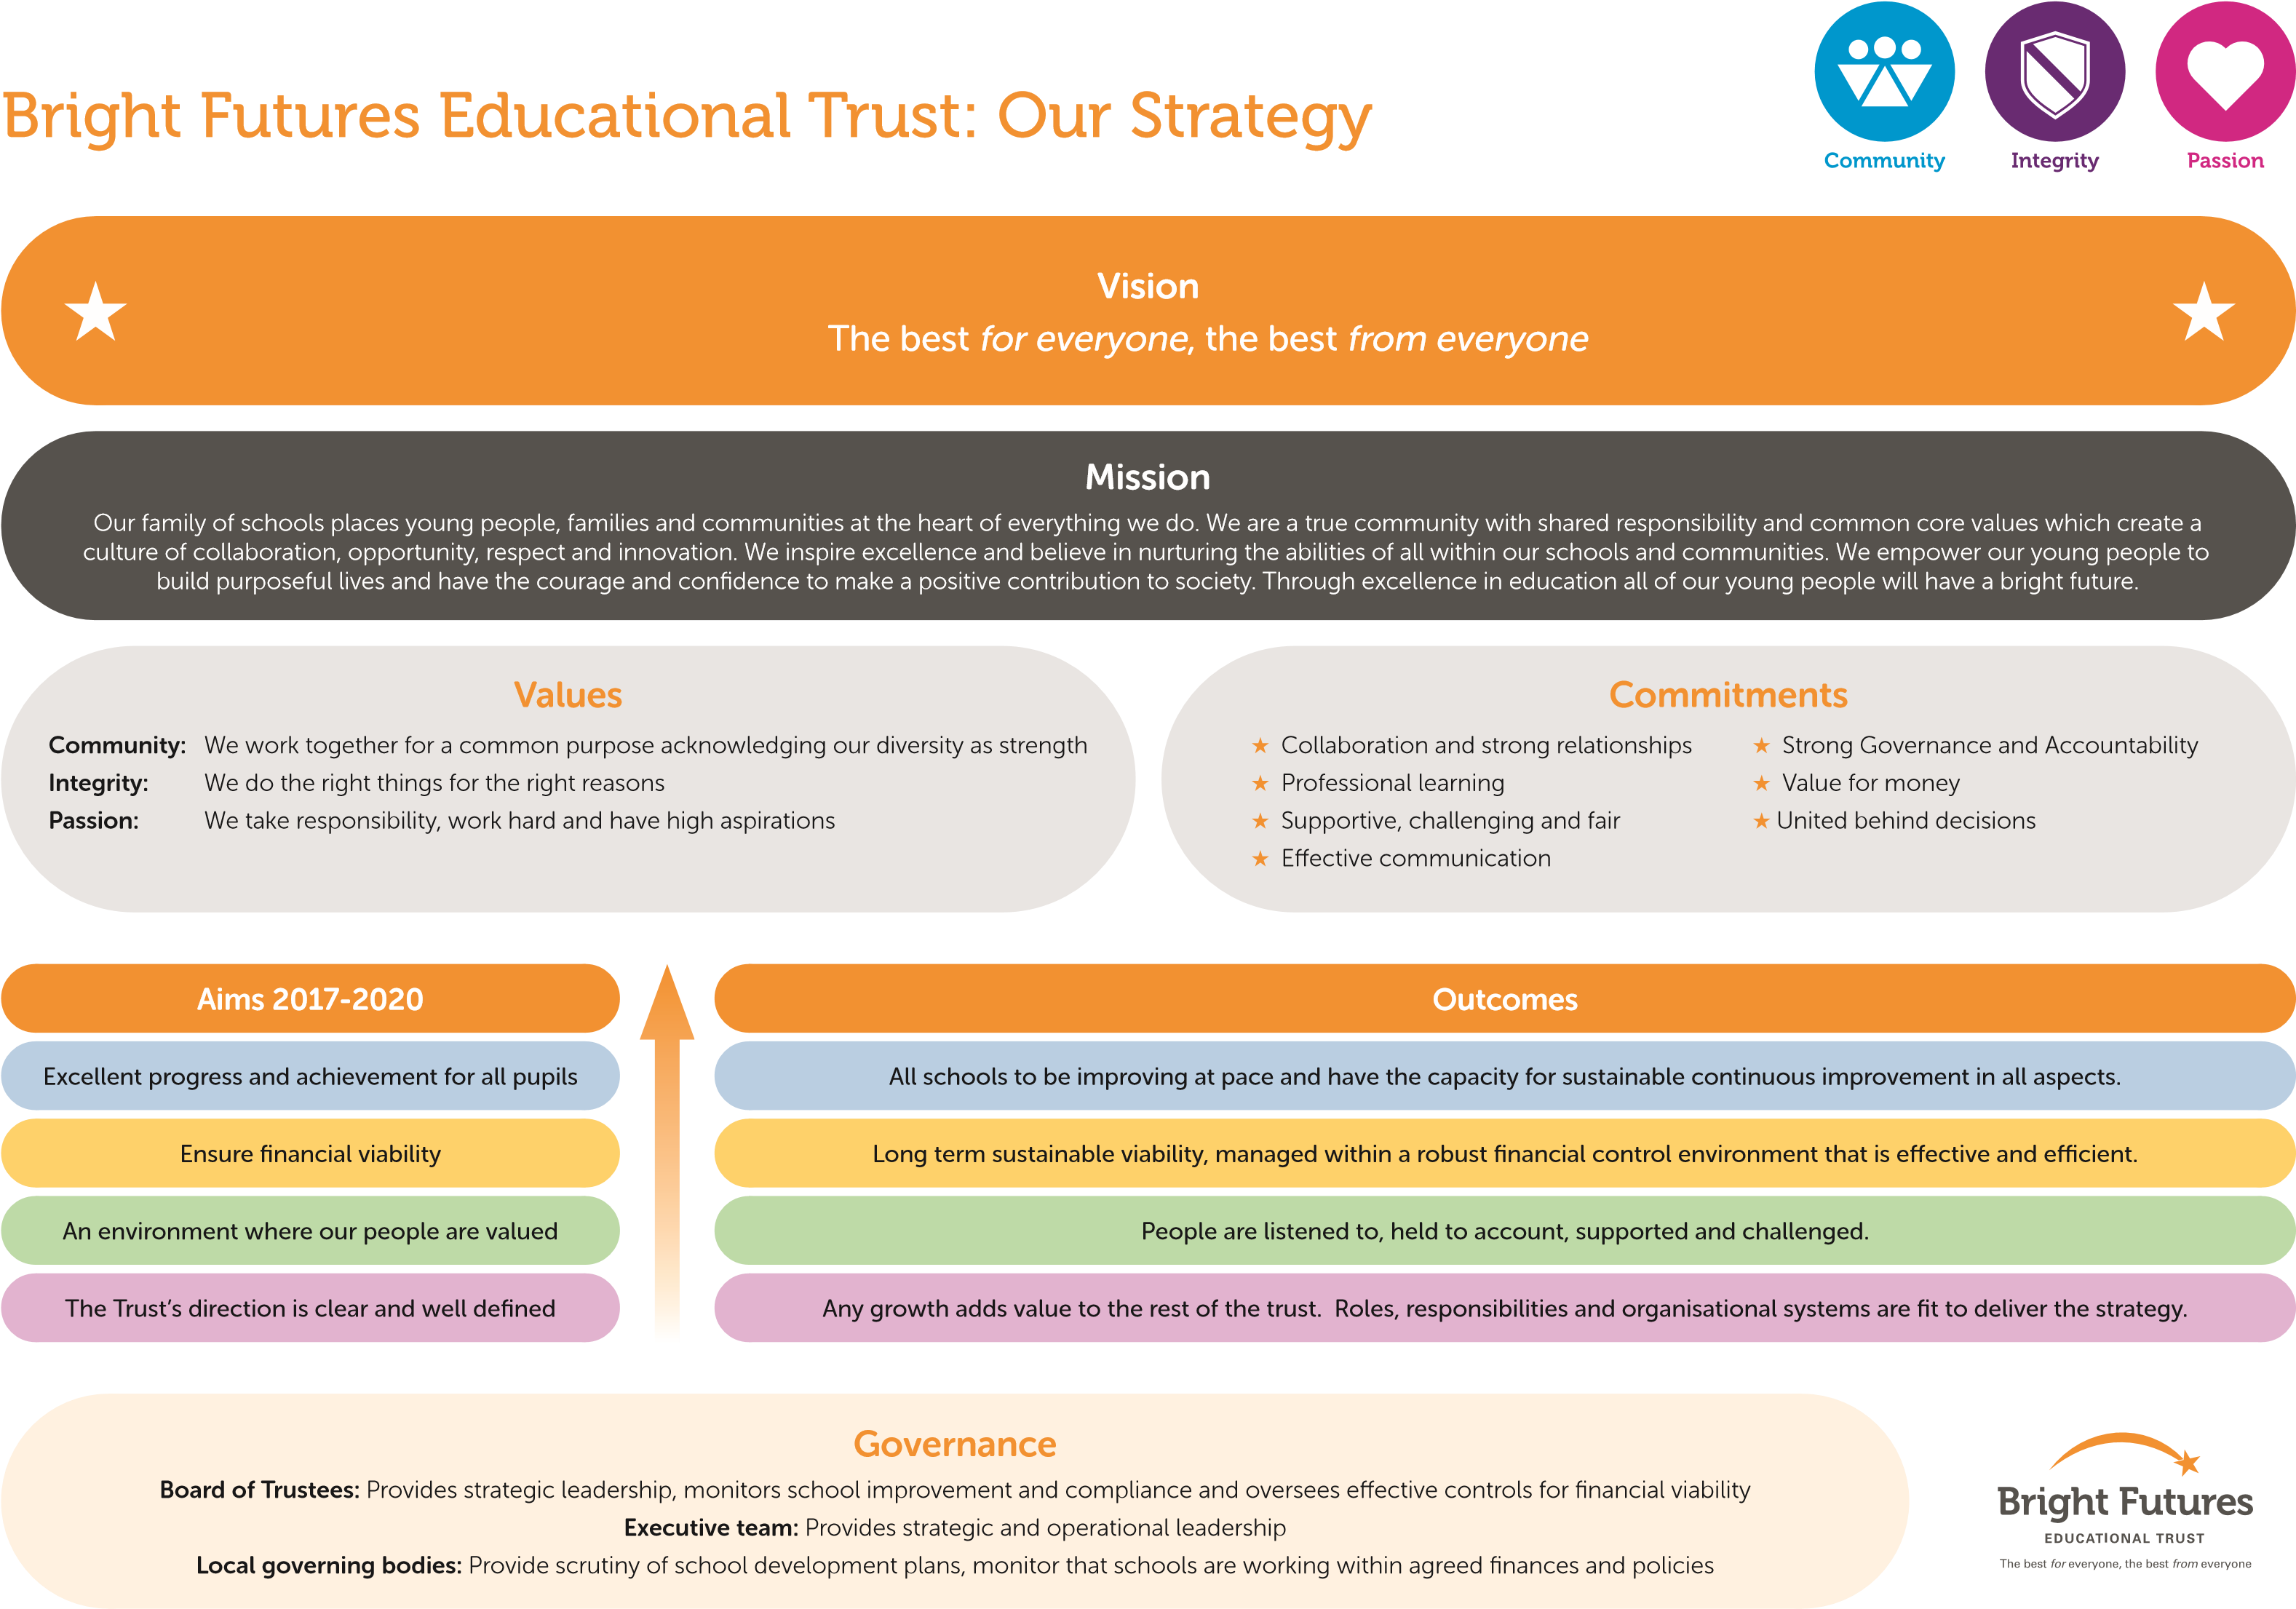 Community
Integrity
Passion
Bright Futures Educational Trust: Our Strategy
Vision
The best for everyone, the best from everyone
Mission
Our family of schools places young people, families and communities at the heart of everything we do. We are a true community with shared responsibility and common core values which create a
culture of collaboration, opportunity, respect and innovation. We inspire excellence and believe in nurturing the abilities of all within our schools and communities. We empower our young people to
build purposeful lives and have the courage and confidence to make a positive contribution to society. Through excellence in education all of our young people will have a bright future.
Values
Community: We work together for a common purpose acknowledging our diversity as strength
Integrity: We do the right things for the right reasons
Passion: We take responsibility, work hard and have high aspirations
Commitments
★ Collaboration and strong relationships
★ Professional learning
★ Supportive, challenging and fair
★ Effective communication
★ Strong Governance and Accountability
★ Value for money
★ United behind decisions
Aims 2017-2020
Excellent progress and achievement for all pupils
Ensure financial viability
An environment where our people are valued
The Trust’s direction is clear and well defined
Outcomes
All schools to be improving at pace and have the capacity for sustainable continuous improvement in all aspects.
Long term sustainable viability, managed within a robust financial control environment that is effective and efficient.
People are listened to, held to account, supported and challenged.
Any growth adds value to the rest of the trust.  Roles, responsibilities and organisational systems are fit to deliver the strategy.
Governance
Board of Trustees: Provides strategic leadership, monitors school improvement and compliance and oversees effective controls for financial viability
Executive team: Provides strategic and operational leadership
Local governing bodies: Provide scrutiny of school development plans, monitor that schools are working within agreed finances and policies
Bright Futures
EDUCATIONAL TRUST
The best for everyone, the best from everyone